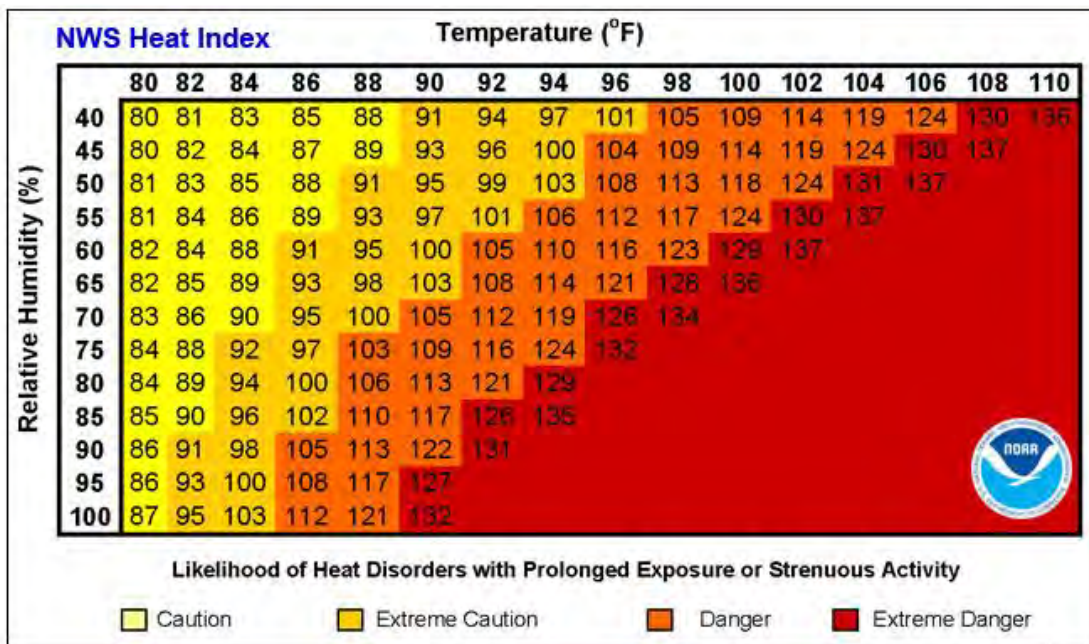 NWS Heat Index Temperature (°F)
80 82 84 86 88 90 92 94 96 98 100 102 104 106 108 110
Relative Humidity (%)
40 80 81 83 85 88 91 94 97 101 105 109 114 119 124 130 136
45 80 82 84 87 89 93 96 100 104 109 114 119 124 130 137
50 81 83 85 88 91 95 99 103 108 113 118 124 131 137
55 81 84 86 89 93 97 101 106 112 117 124 130 137
60 82 84 88 91 95 100 105 110 116 123 129 137
65 82 85 89 93 98 103 108 114 121 128 136
70 83 86 90 95 100 105 112 119 126 134
75 84 88 92 97 103 109 116 124 132
80 84 89 94 100 106 113 121 129
85 85 90 96 102 110 117 126 135
90 86 91 98 105 113 122 131
95 86 93 100 108 117 127
100 87 95 103 112 121 132
NOAA
Likelihood of Heat Disorders with Prolonged Exposure or Strenuous Activity
Caution Extreme Caution Danger Extreme Danger